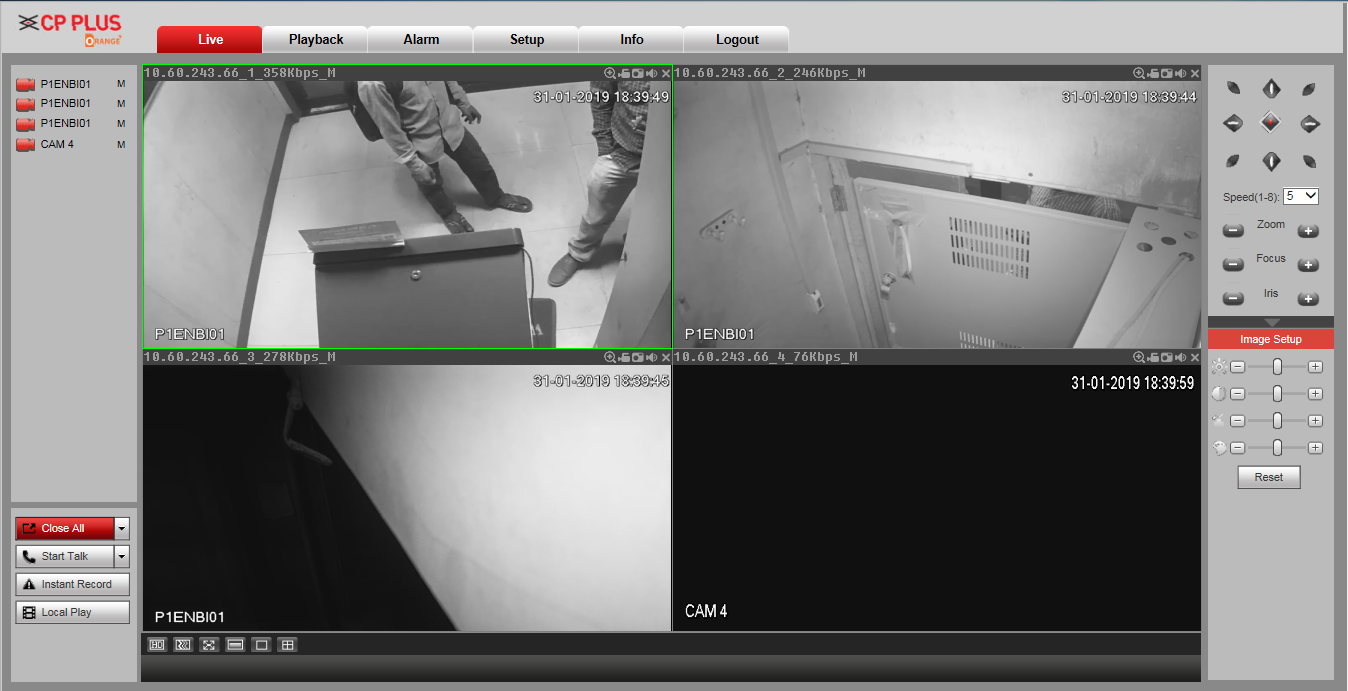 CP PLUS
ORANGE
Live Playback Alarm Setup Info Logout
P1ENBI01 M
P1ENBI01 M
P1ENBI01 M
CAM 4 M
Close All
Start Talk
Instant Record
Local Play
10.60.243.66_1_358Kbps_M
31-01-2019 18:39:49
P1ENBI01
10.60.243.66_2_246Kbps_M
31-01-2019 18:39:44
P1ENBI01
10.60.243.66_3_278Kbps_M
31-01-2019 18:39:45
P1ENBI01
10.60.243.66_4_76Kbps_M
31-01-2019 18:39:59
CAM 4
Speed(1-8): 5
Zoom
Focus
Iris
Image Setup
Reset